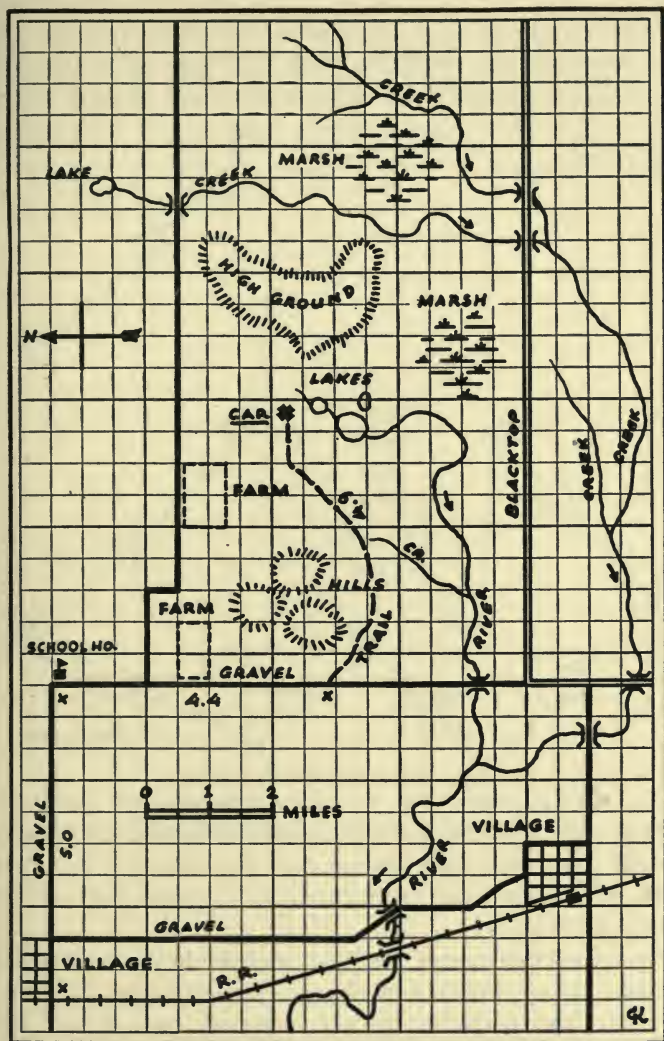 CREEK
MARSH
LAKE
CREEK
HIGH GROUND
MARSH
N
LAKES
CAR
BLACKTOP
CREEK
CREEK
FARM
CR.
HILLS
FARM
TRAIL
RIVER
SCHOOL HO.
GRAVEL
X
4.4
X
0 1 2
MILES
GRAVEL
5.0
VILLAGE
RIVER
GRAVEL
VILLAGE
X
R.R.